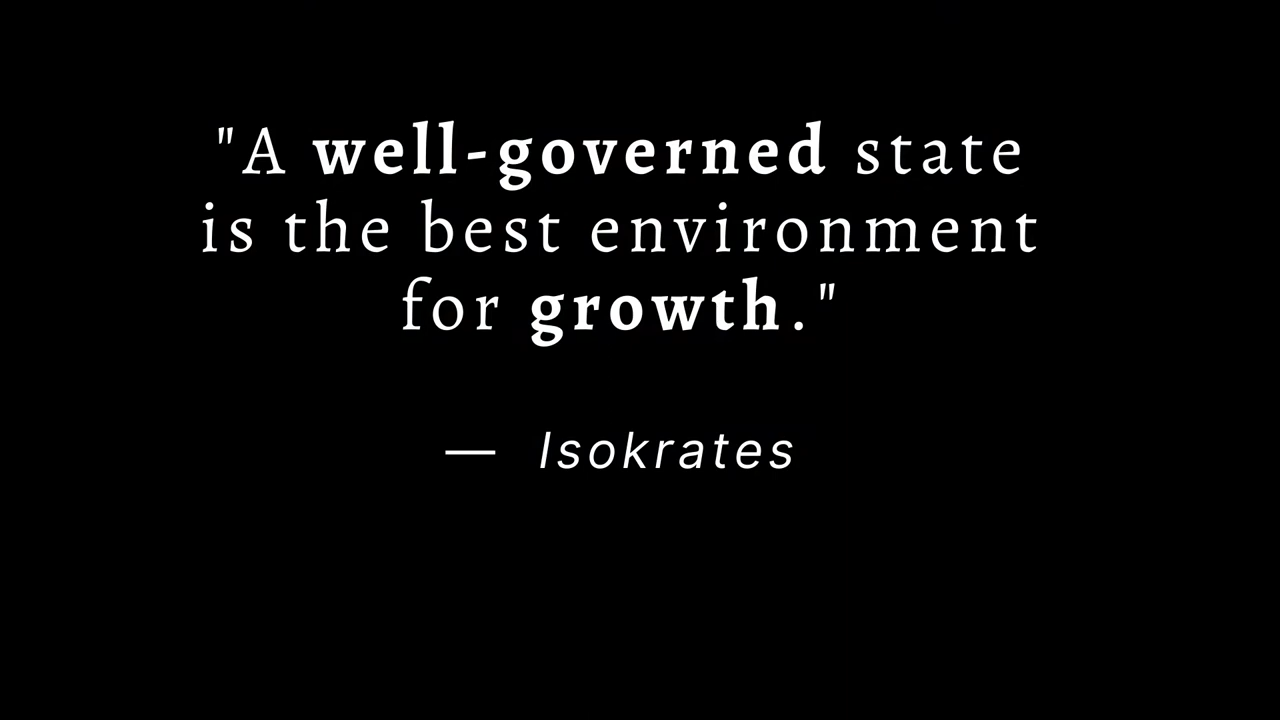 "A well-governed state
is the best environment
for growth."
— Isokrates